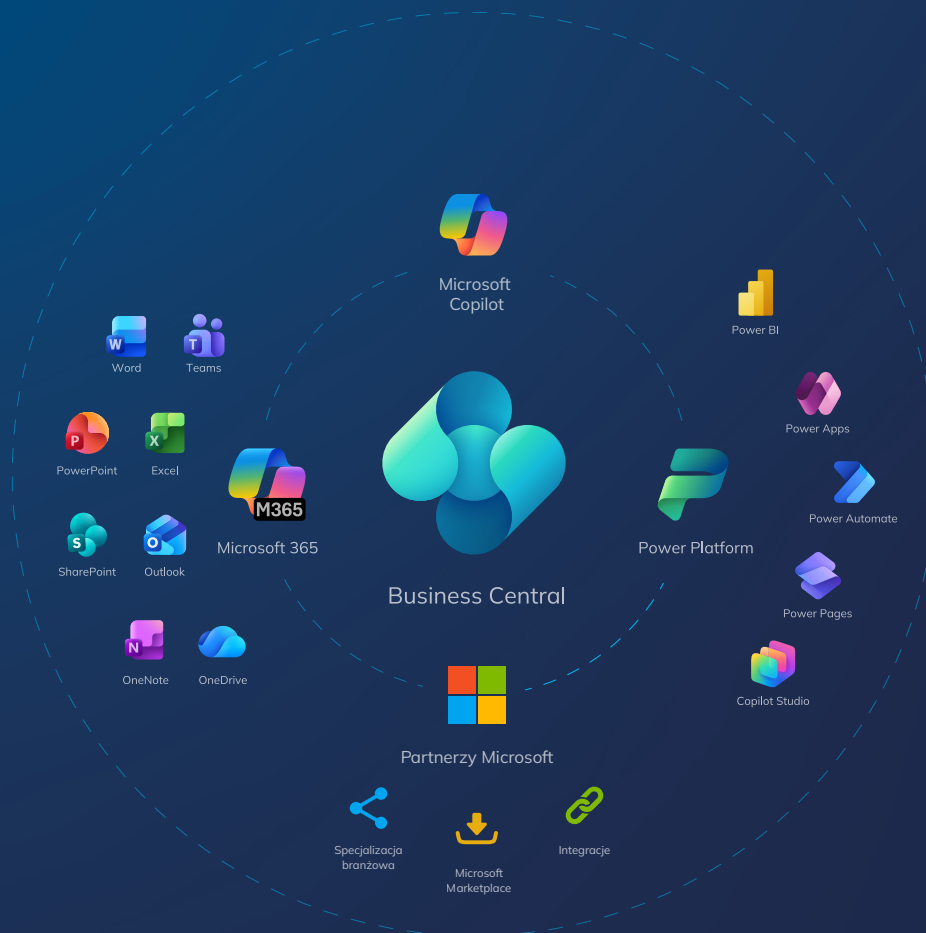 Microsoft
Copilot
Power BI
W
Word
T
Teams
Power Apps
P
PowerPoint
X
Excel
M365
Microsoft 365
Power Platform
Power Automate
S
SharePoint
O
Outlook
Business Central
Power Pages
N
OneNote
OneDrive
Copilot Studio
Partnerzy Microsoft
Specjalizacja
branżowa
Microsoft
Marketplace
Integracje